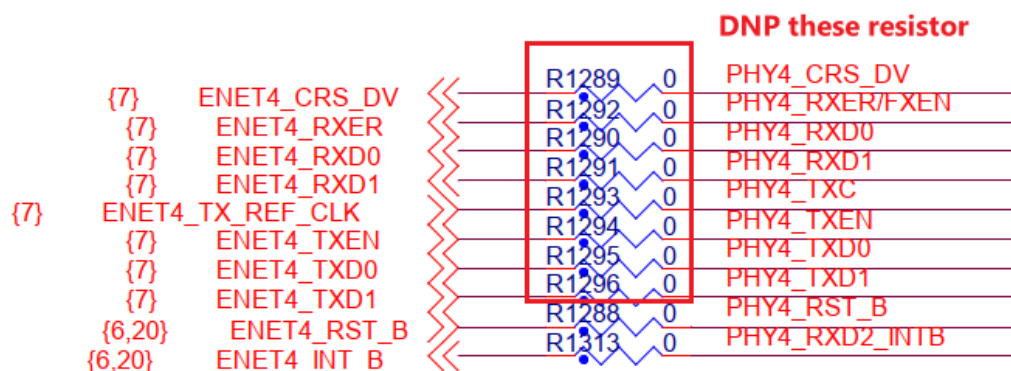 DNP these resistor
{7} ENET4_CRS_DV R1289 0 PHY4_CRS_DV
{7} ENET4_RXER R1292 0 PHY4_RXER/FXEN
{7} ENET4_RXD0 R1290 0 PHY4_RXD0
{7} ENET4_RXD1 R1291 0 PHY4_RXD1
{7} ENET4_TX_REF_CLK R1293 0 PHY4_TXC
{7} ENET4_TXEN R1294 0 PHY4_TXEN
{7} ENET4_TXD0 R1295 0 PHY4_TXD0
{7} ENET4_TXD1 R1296 0 PHY4_TXD1
{6,20} ENET4_RST_B R1288 0 PHY4_RST_B
{6,20} ENET4_INT_B R1313 0 PHY4_RXD2_INTB